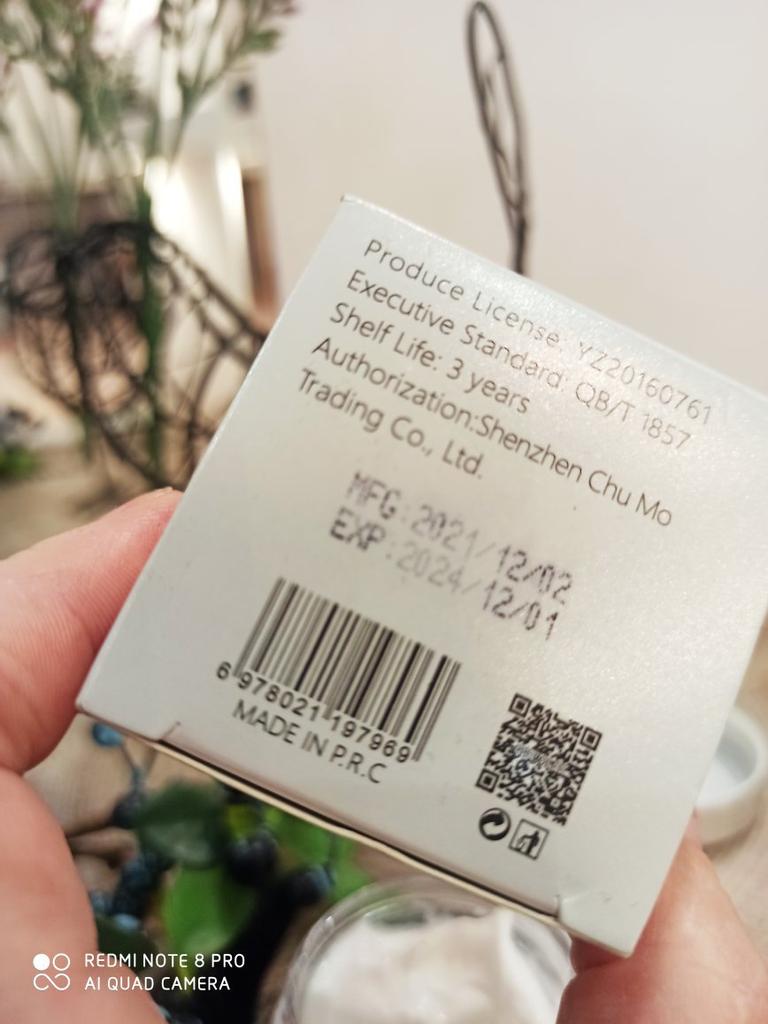 Produce License: YZ20160761
Executive Standard: QB/T 1857
Shelf Life: 3 years
Authorization:Shenzhen Chu Mo
Trading Co., Ltd.
MFG:2021/12/02
EXP:2024/12/01
6 978021 197969
MADE IN P.R.C
REDMI NOTE 8 PRO
AI QUAD CAMERA